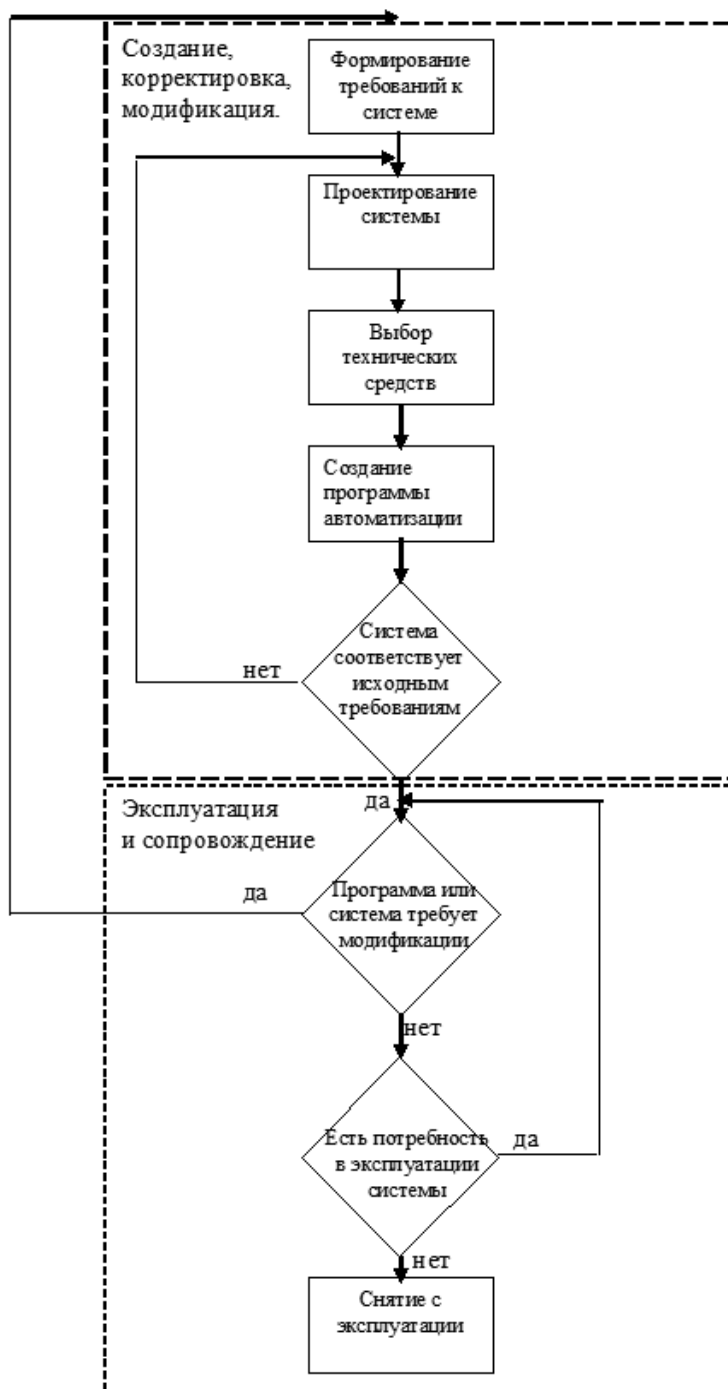 Создание,
корректировка,
модификация.
Формирование
требований к
системе
Проектирование
системы
Выбор
технических
средств
Создание
программы
автоматизации
Система
соответствует
исходным
требованиям
нет
да
Эксплуатация
и сопровождение
да
Программа или
система требует
модификации
нет
Есть потребность
в эксплуатации
системы
да
нет
Снятие с
эксплуатации